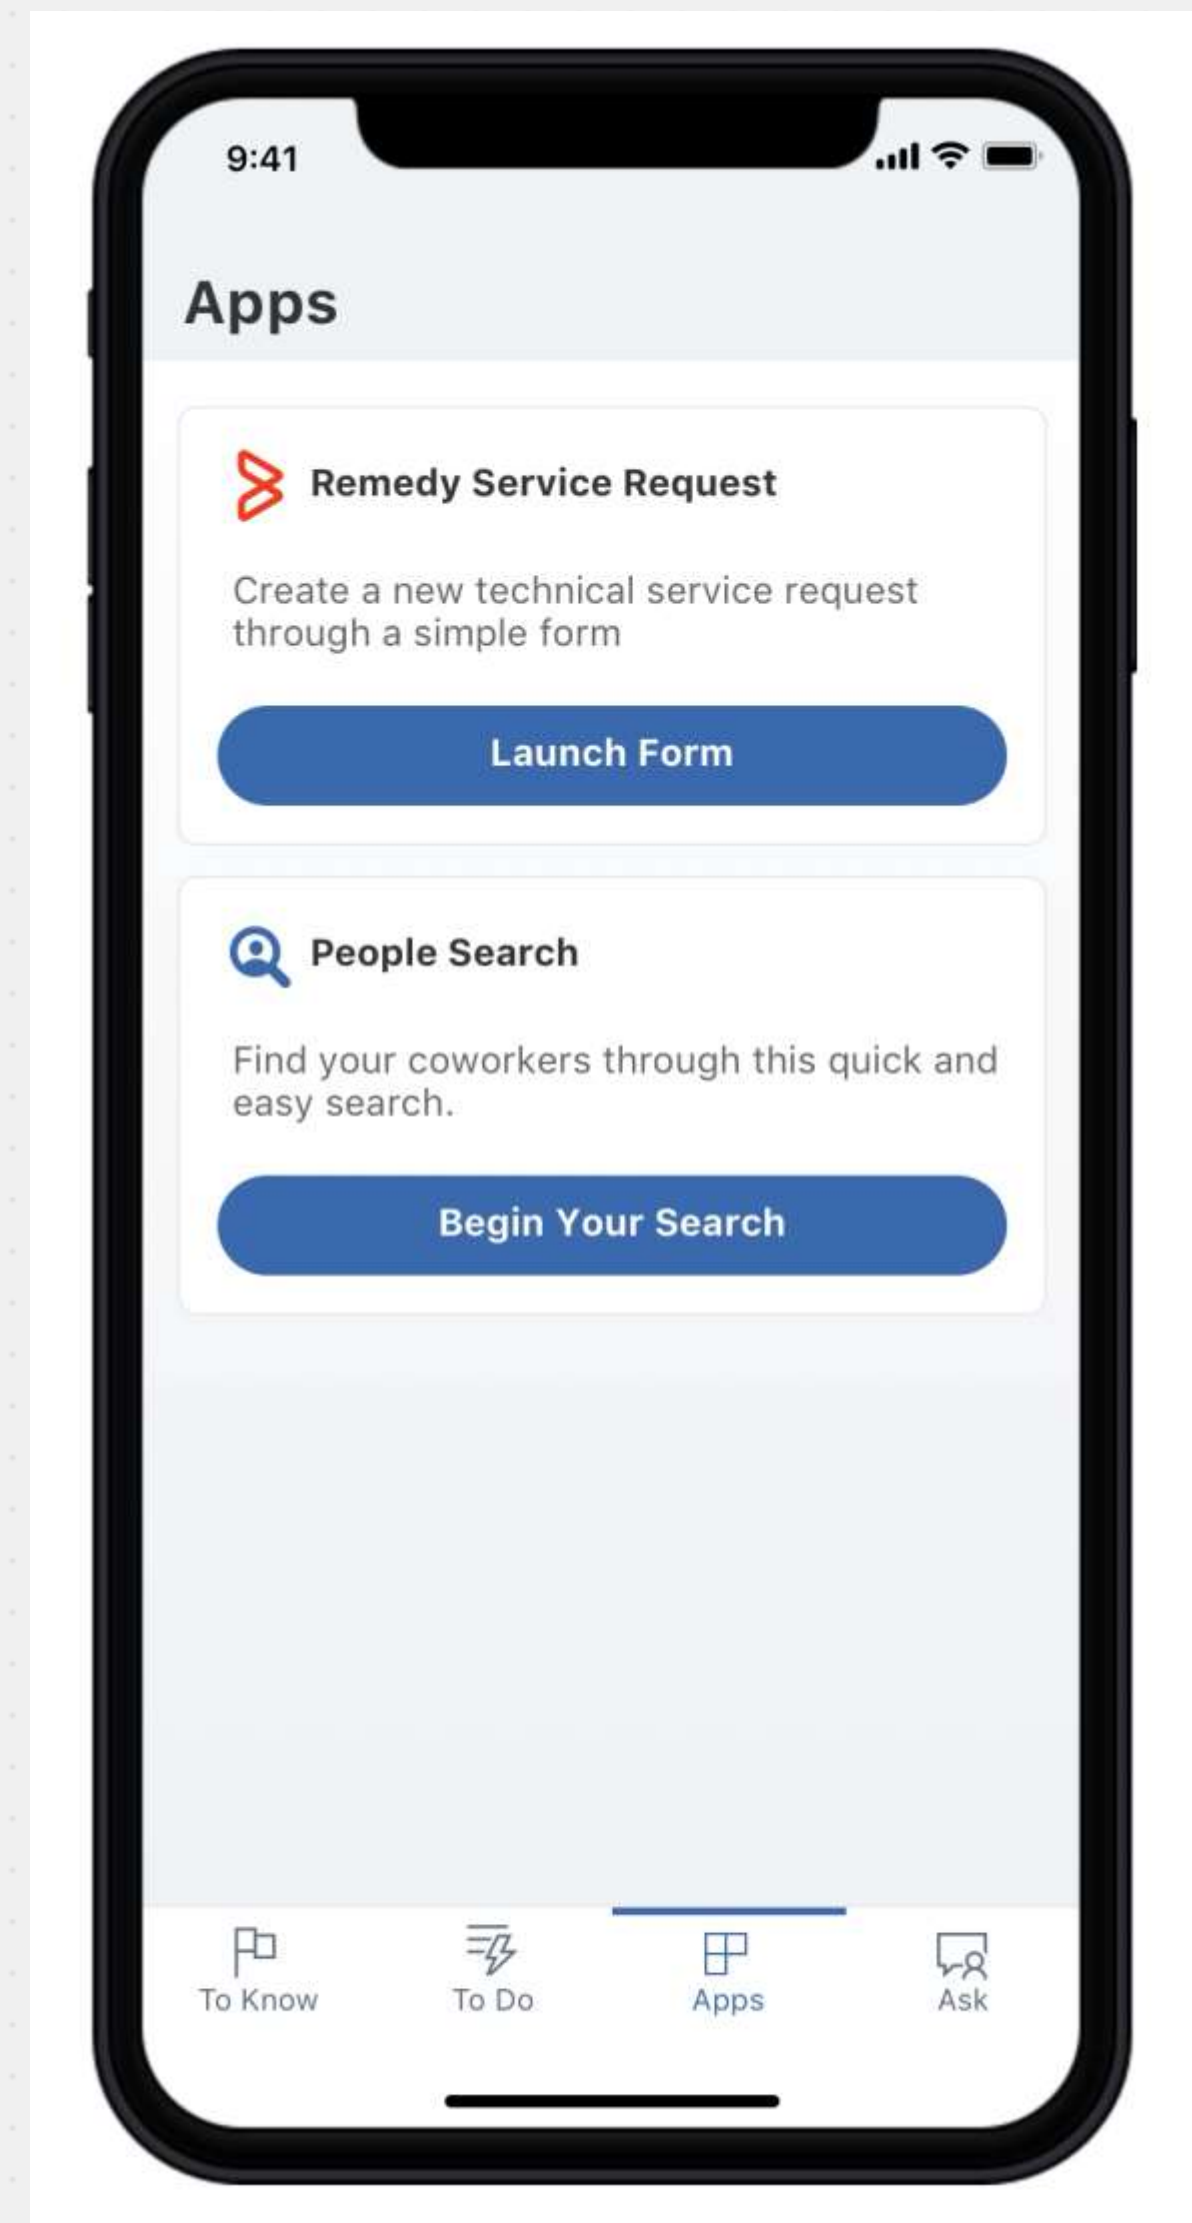 9:41
Apps
Remedy Service Request
Create a new technical service request
through a simple form
Launch Form
People Search
Find your coworkers through this quick and
easy search.
Begin Your Search
To Know
To Do
Apps
Ask